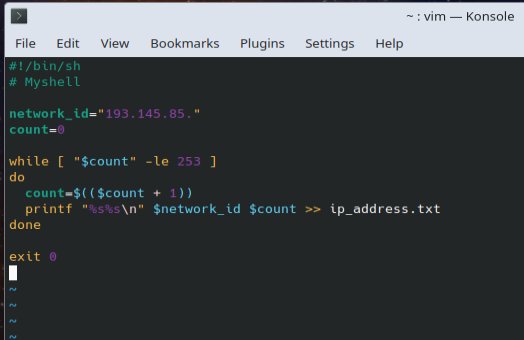 ~ : vim — Konsole
File Edit View Bookmarks Plugins Settings Help
#!/bin/sh
# Myshell

network_id="193.145.85."
count=0

while [ "$count" -le 253 ]
do
  count=$(($count + 1))
  printf "%s%s\n" $network_id $count >> ip_address.txt
done

exit 0

~
~
~
~